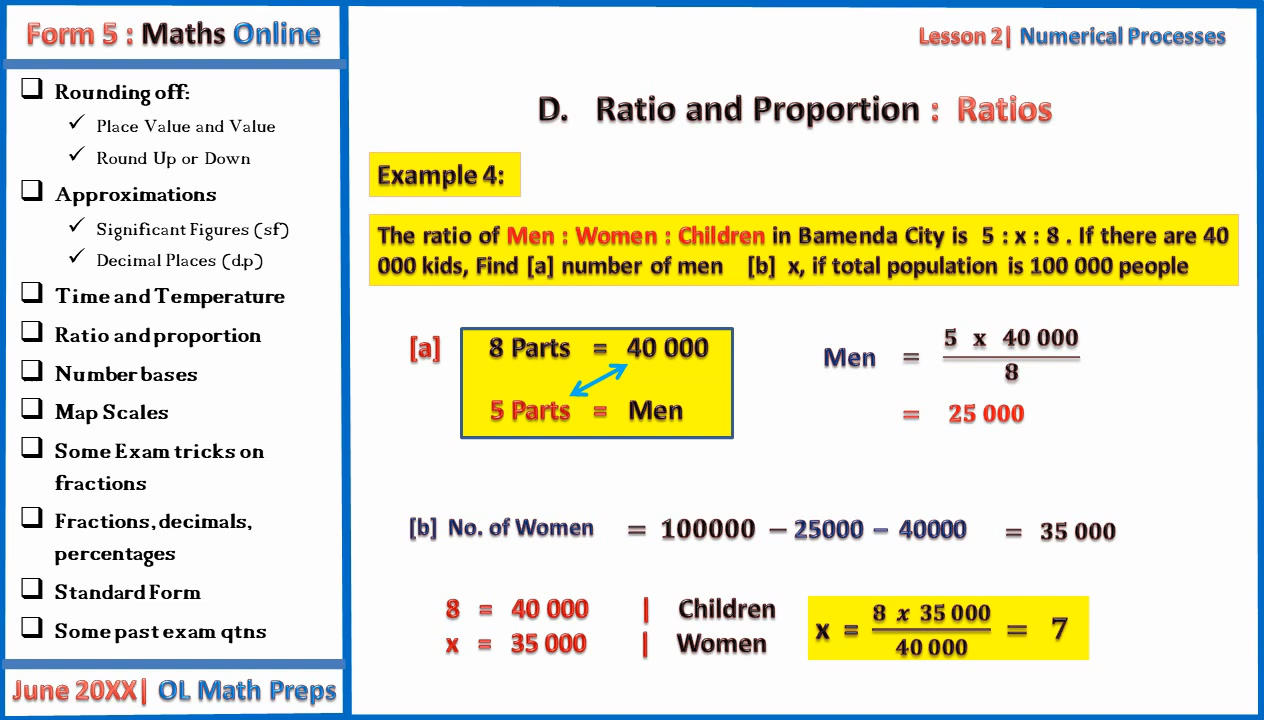 Form 5 : Maths Online
Rounding off:
Place Value and Value
Round Up or Down
Approximations
Significant Figures (sf)
Decimal Places (d.p)
Time and Temperature
Ratio and proportion
Number bases
Map Scales
Some Exam tricks on
fractions
Fractions, decimals,
percentages
Standard Form
Some past exam qtns
June 20XX| OL Math Preps
Lesson 2| Numerical Processes
D. Ratio and Proportion : Ratios
Example 4:
The ratio of Men : Women : Children in Bamenda City is 5 : x : 8 . If there are 40
000 kids, Find [a] number of men [b] x, if total population is 100 000 people
[a] 8 Parts = 40 000
5 Parts = Men
Men = 5 x 40 000 / 8
= 25 000
[b] No. of Women = 100000 − 25000 − 40000 = 35 000
8 = 40 000 | Children
x = 35 000 | Women
x = 8 x 35 000 / 40 000 = 7